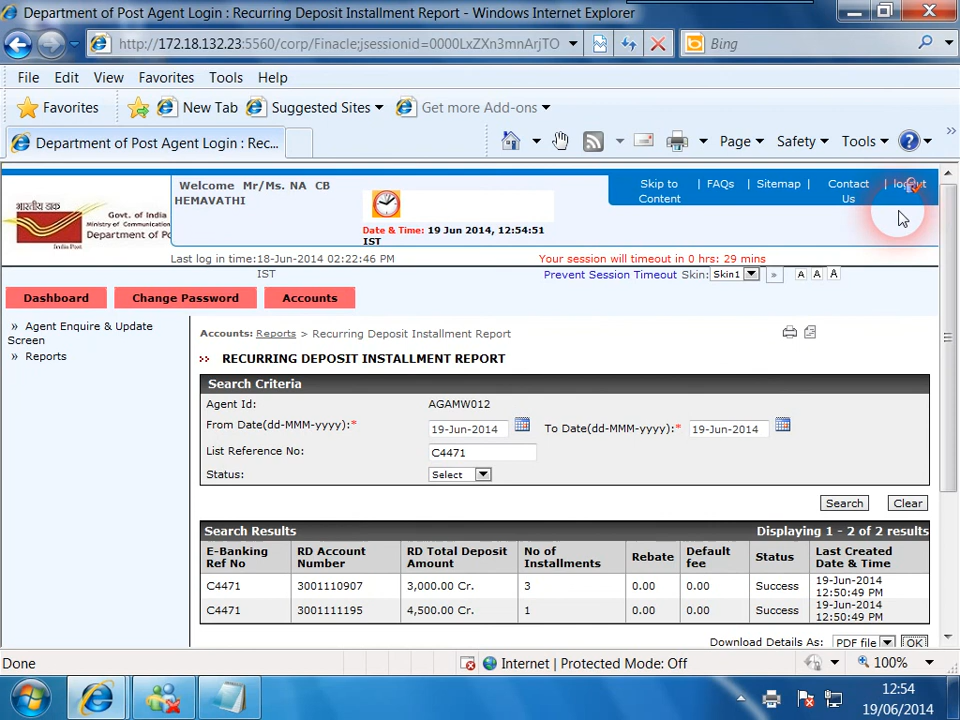 Department of Post Agent Login : Recurring Deposit Installment Report - Windows Internet Explorer
http://172.18.132.23:5560/corp/Finacle;jsessionid=0000LxZXn3mnArjTO
Bing
File Edit View Favorites Tools Help
Favorites New Tab Suggested Sites Get more Add-ons
Department of Post Agent Login : Rec... Page Safety Tools
भारतीय डाक
Govt. of India
Ministry of Communication
Department of Po
India Post
Welcome Mr/Ms. NA CB
HEMAVATHI
Date & Time: 19 Jun 2014, 12:54:51
IST
Skip to Content | FAQs | Sitemap | Contact Us | logout
Last log in time:18-Jun-2014 02:22:46 PM
IST
Your session will timeout in 0 hrs: 29 mins
Prevent Session Timeout Skin: Skin1 » A A A
Dashboard Change Password Accounts
» Agent Enquire & Update
Screen
» Reports
Accounts: Reports > Recurring Deposit Installment Report
RECURRING DEPOSIT INSTALLMENT REPORT
Search Criteria
Agent Id: AGAMW012
From Date(dd-MMM-yyyy):* 19-Jun-2014 To Date(dd-MMM-yyyy):* 19-Jun-2014
List Reference No: C4471
Status: Select
Search Clear
Search Results Displaying 1 - 2 of 2 results
E-Banking Ref No RD Account Number RD Total Deposit Amount No of Installments Rebate Default fee Status Last Created Date & Time
C4471 3001110907 3,000.00 Cr. 3 0.00 0.00 Success 19-Jun-2014 12:50:49 PM
C4471 3001111195 4,500.00 Cr. 1 0.00 0.00 Success 19-Jun-2014 12:50:49 PM
Download Details As: PDF file OK
Done Internet | Protected Mode: Off 100%
12:54
19/06/2014